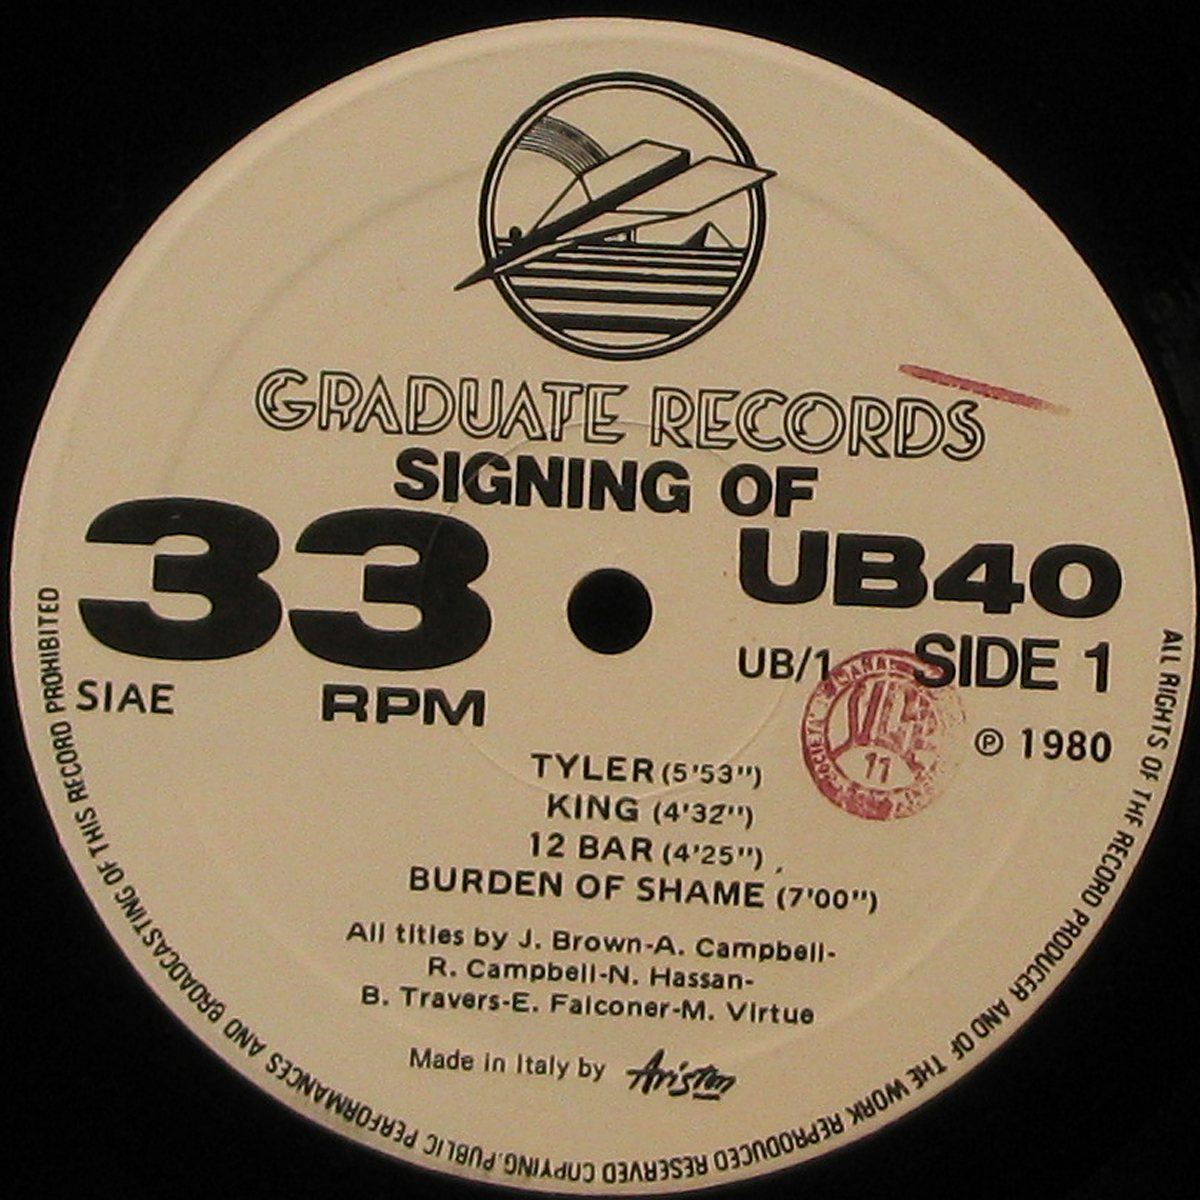 GRADUATE RECORDS
SIGNING OF
33
UB40
RPM
SIAE
UB/1
SIDE 1
℗ 1980
11
TYLER (5'53")
KING (4'32")
12 BAR (4'25")
BURDEN OF SHAME (7'00")
All titles by J. Brown-A. Campbell-
R. Campbell-N. Hassan-
B. Travers-E. Falconer-M. Virtue
Made in Italy by Ariston
ALL RIGHTS OF THE RECORD PRODUCER AND OF THE WORK REPRODUCED RESERVED COPYING, PUBLIC PERFORMANCES AND BROADCASTING OF THIS RECORD PROHIBITED